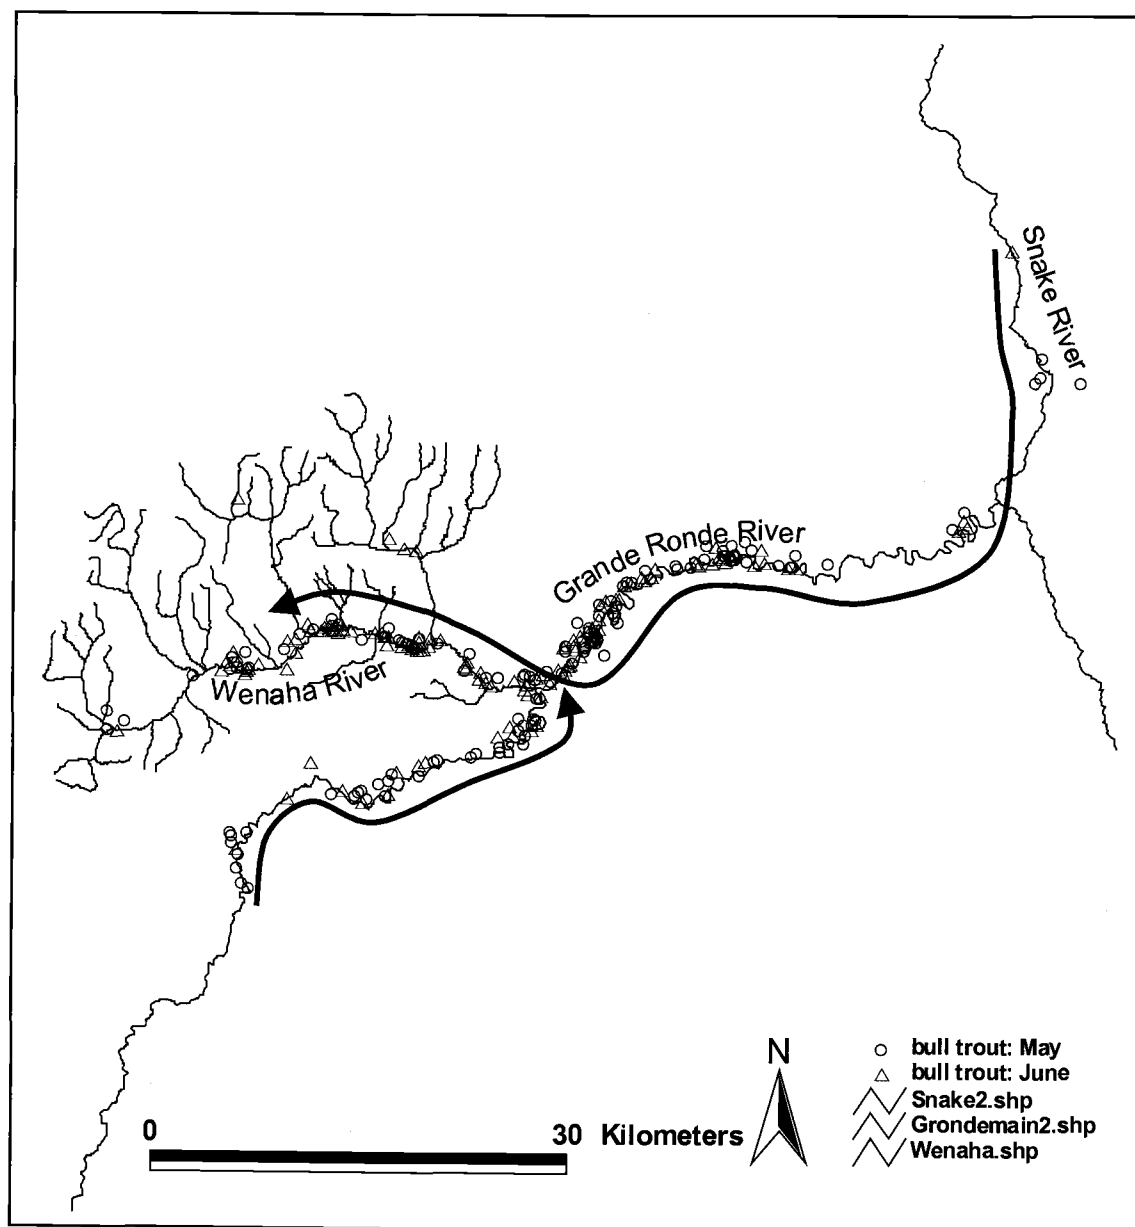 Snake River
Grande Ronde River
Wenaha River
N
0
30 Kilometers
bull trout: May
bull trout: June
Snake2.shp
Grondemain2.shp
Wenaha.shp